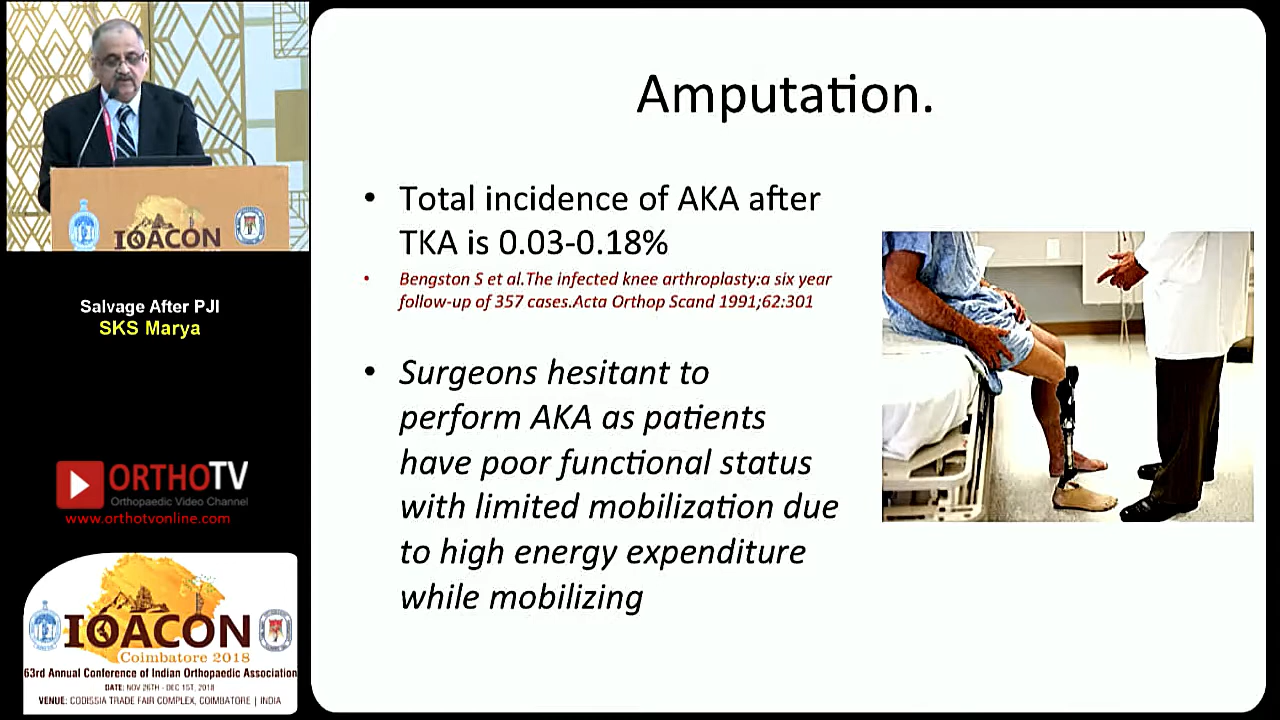 Amputation.
• Total incidence of AKA after
TKA is 0.03-0.18%
• Bengston S et al.The infected knee arthroplasty:a six year
follow-up of 357 cases.Acta Orthop Scand 1991;62:301
• Surgeons hesitant to
perform AKA as patients
have poor functional status
with limited mobilization due
to high energy expenditure
while mobilizing
IOACON
Salvage After PJI
SKS Marya
ORTHOTV
Orthopaedic Video Channel
www.orthotvonline.com
IOACON
Coimbatore 2018
63rd Annual Conference of Indian Orthopaedic Association
DATE: NOV 26TH - DEC 1ST, 2018
VENUE: CODISSIA TRADE FAIR COMPLEX, COIMBATORE | INDIA